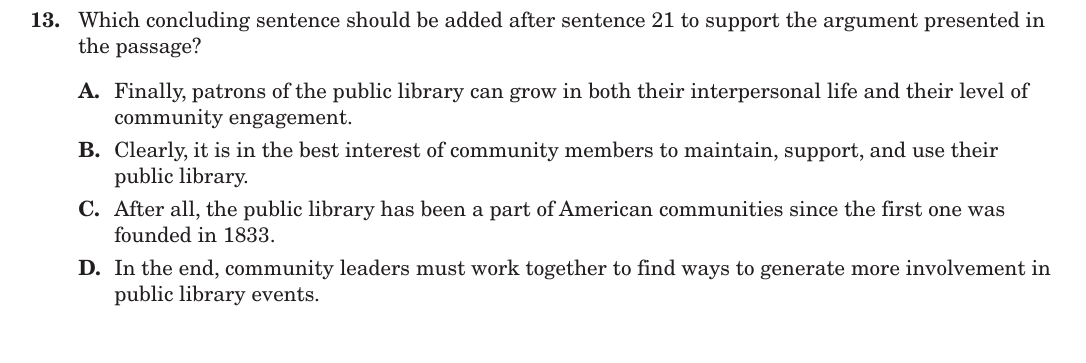 13. Which concluding sentence should be added after sentence 21 to support the argument presented in
the passage?
A. Finally, patrons of the public library can grow in both their interpersonal life and their level of
community engagement.
B. Clearly, it is in the best interest of community members to maintain, support, and use their
public library.
C. After all, the public library has been a part of American communities since the first one was
founded in 1833.
D. In the end, community leaders must work together to find ways to generate more involvement in
public library events.